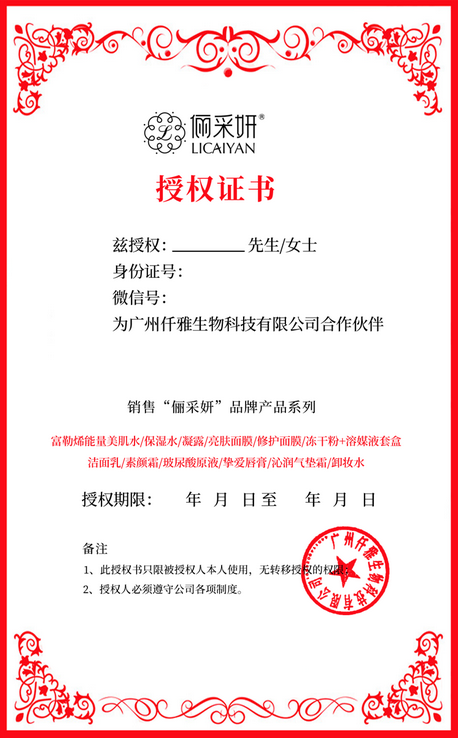 俪采妍®
LICAIYAN
授权证书
兹授权：________先生/女士
身份证号：
微信号：
为广州仟雅生物科技有限公司合作伙伴
销售“俪采妍”品牌产品系列
富勒烯能量美肌水/保湿水/凝露/亮肤面膜/修护面膜/冻干粉+溶媒液套盒
洁面乳/素颜霜/玻尿酸原液/挚爱唇膏/沁润气垫霜/卸妆水
授权期限： 年 月 日至 年 月 日
备注
1、此授权书只限被授权人本人使用，无转移授权的权限；
2、授权人必须遵守公司各项制度。
广州仟雅生物科技有限公司